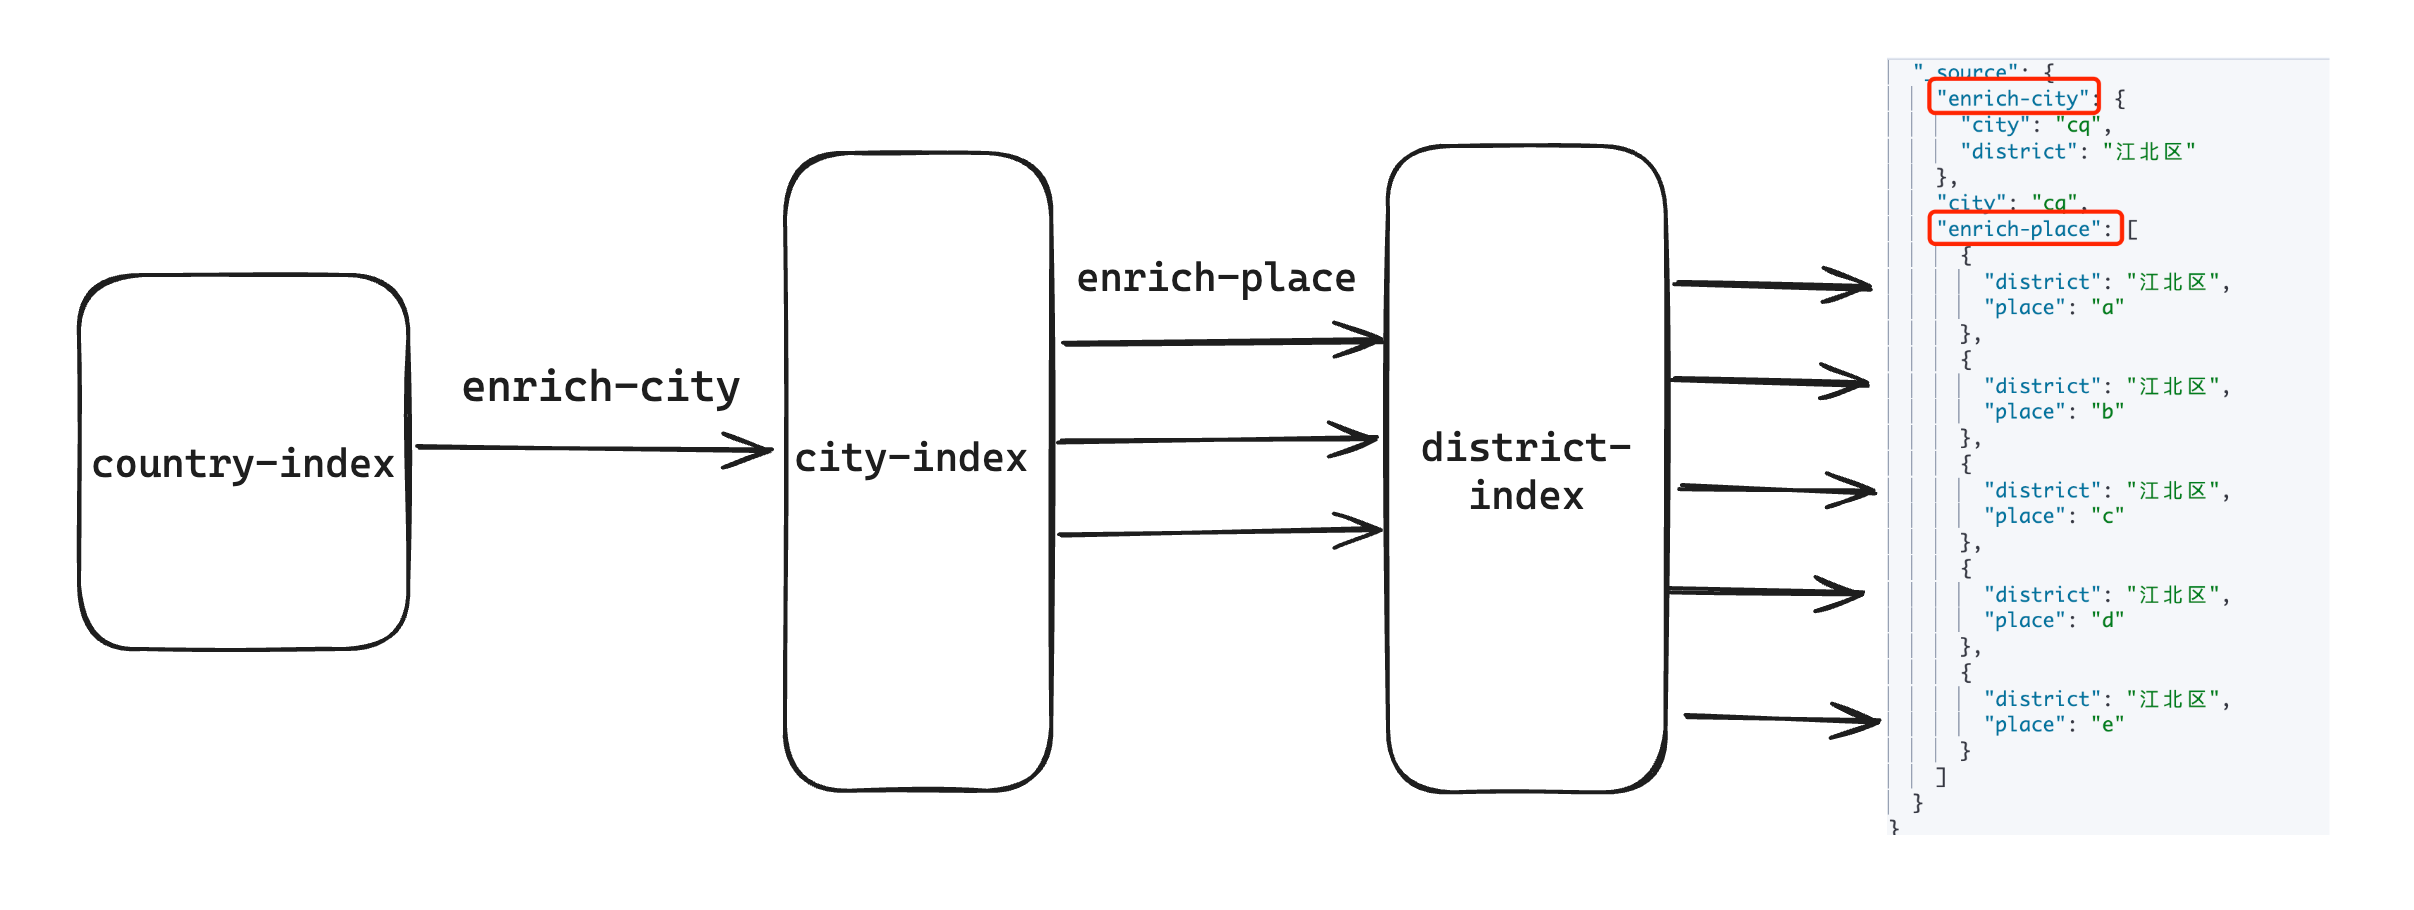 country-index
enrich-city
city-index
enrich-place
district-
index
"_source": {
"enrich-city": {
"city": "cq",
"district": "江北区"
},
"city": "cq",
"enrich-place": [
{
"district": "江北区",
"place": "a"
},
{
"district": "江北区",
"place": "b"
},
{
"district": "江北区",
"place": "c"
},
{
"district": "江北区",
"place": "d"
},
{
"district": "江北区",
"place": "e"
}
]
}
}